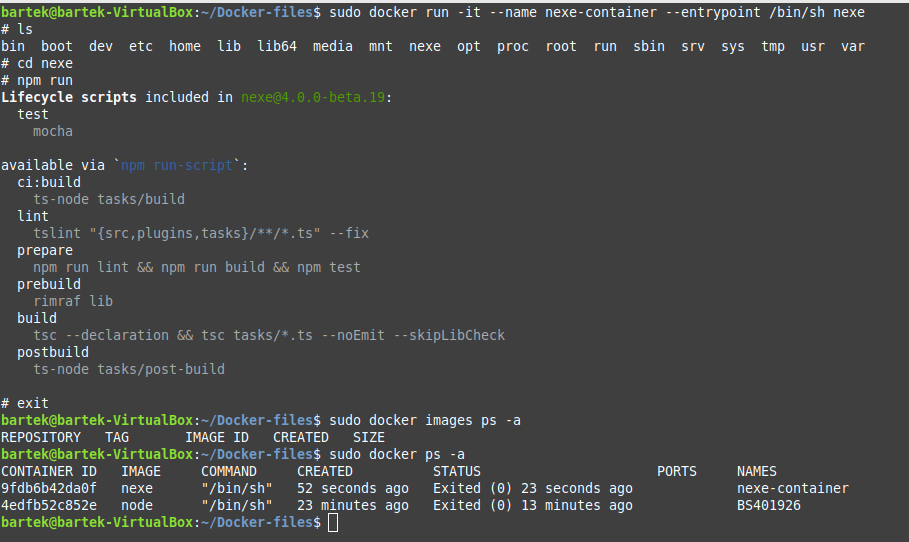 bartek@bartek-VirtualBox:~/Docker-files$ sudo docker run -it --name nexe-container --entrypoint /bin/sh nexe
# ls
bin  boot  dev  etc  home  lib  lib64  media  mnt  nexe  opt  proc  root  run  sbin  srv  sys  tmp  usr  var
# cd nexe
# npm run
Lifecycle scripts included in nexe@4.0.0-beta.19:
  test
    mocha

available via `npm run-script`:
  ci:build
    ts-node tasks/build
  lint
    tslint "{src,plugins,tasks}/**/*.ts" --fix
  prepare
    npm run lint && npm run build && npm test
  prebuild
    rimraf lib
  build
    tsc --declaration && tsc tasks/*.ts --noEmit --skipLibCheck
  postbuild
    ts-node tasks/post-build

# exit
bartek@bartek-VirtualBox:~/Docker-files$ sudo docker images ps -a
REPOSITORY   TAG       IMAGE ID   CREATED   SIZE
bartek@bartek-VirtualBox:~/Docker-files$ sudo docker ps -a
CONTAINER ID   IMAGE     COMMAND     CREATED          STATUS                      PORTS     NAMES
9fdb6b42da0f   nexe      "/bin/sh"   52 seconds ago   Exited (0) 23 seconds ago             nexe-container
4edfb52c852e   node      "/bin/sh"   23 minutes ago   Exited (0) 13 minutes ago             BS401926
bartek@bartek-VirtualBox:~/Docker-files$